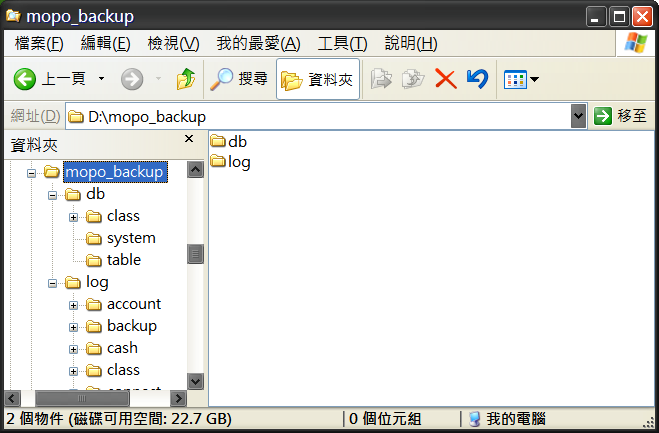 mopo_backup
檔案(F) 編輯(E) 檢視(V) 我的最愛(A) 工具(T) 說明(H)
上一頁 搜尋 資料夾
網址(D) D:\mopo_backup 移至
資料夾
mopo_backup
db
class
system
table
log
account
backup
cash
class
db
log
2 個物件 (磁碟可用空間: 22.7 GB) 0 個位元組 我的電腦